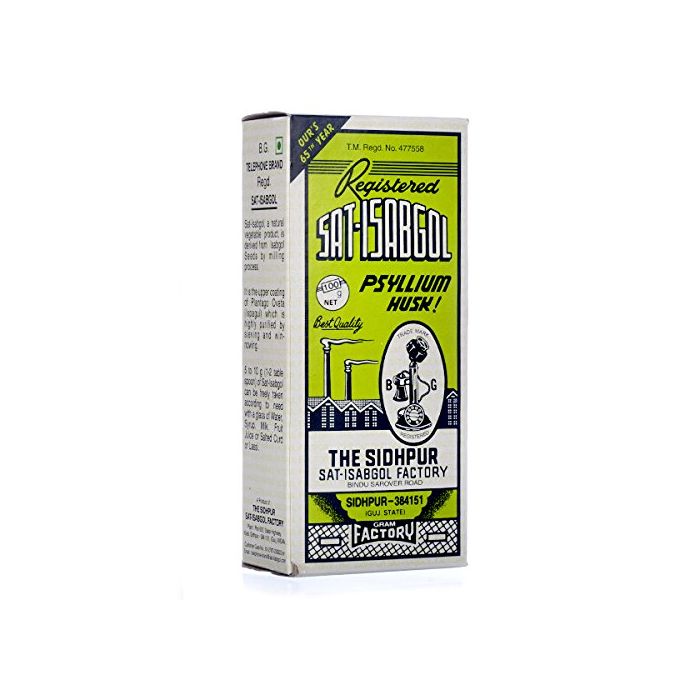 B.G.
TELEPHONE BRAND
Regd.
SAT-ISABGOL
Sat-Isabgol, a natural
vegetable product, is
derived from Isabgol
Seeds by milling
process.
It is the upper coating
of Plantago Ovata
(Ispagul) which is
highly purified by
sieving and win-
nowing.
5 to 10 g (1-2 table
spoon) of Sat-Isabgol
can be freely taken
according to need
with a glass of Water,
Syrup, Milk, Fruit
Juice or Salted Curd
or Lassi.
A Product of
THE SIDHPUR
SAT-ISABGOL FACTORY
OUR'S
65TH YEAR
T.M. Regd. No. 477558
Registered
SAT-ISABGOL
PSYLLIUM
HUSK!
100
g
NET
Best Quality
TRADE MARK
B G
REGISTERED
THE SIDHPUR
SAT-ISABGOL FACTORY
BINDU SAROVER ROAD
SIDHPUR-384151
(GUJ. STATE)
GRAM
FACTORY